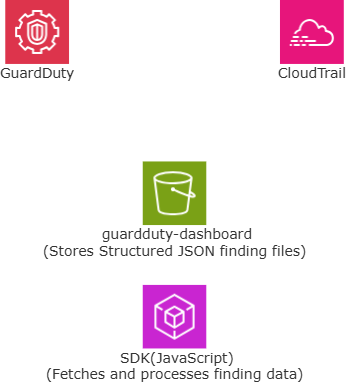 GuardDuty
CloudTrail
guardduty-dashboard
(Stores Structured JSON finding files)
SDK(JavaScript)
(Fetches and processes finding data)